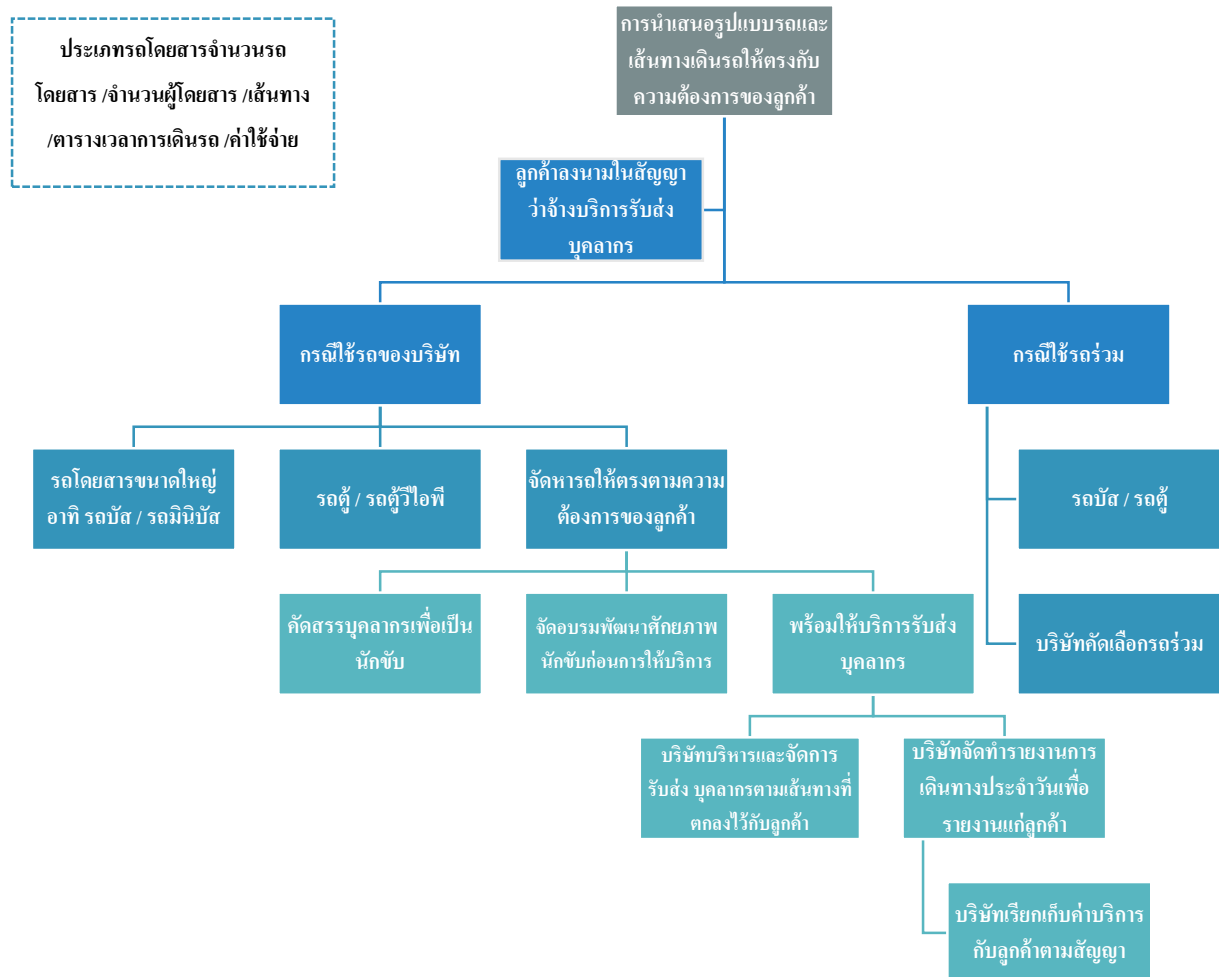 ประเภทรถโดยสารจำนวนรถ
โดยสาร /จำนวนผู้โดยสาร /เส้นทาง
/ตารางเวลาการเดินรถ /ค่าใช้จ่าย
การนำเสนอรูปแบบรถและ
เส้นทางเดินรถให้ตรงกับ
ความต้องการของลูกค้า
ลูกค้าลงนามในสัญญา
ว่าจ้างบริการรับส่ง
บุคลากร
กรณีใช้รถของบริษัท
กรณีใช้รถร่วม
รถโดยสารขนาดใหญ่
อาทิ รถบัส / รถมินิบัส
รถตู้ / รถตู้วีไอพี
จัดหารถให้ตรงตามความ
ต้องการของลูกค้า
รถบัส / รถตู้
คัดสรรบุคลากรเพื่อเป็น
นักขับ
จัดอบรมพัฒนาศักยภาพ
นักขับก่อนการให้บริการ
พร้อมให้บริการรับส่ง
บุคลากร
บริษัทคัดเลือกรถร่วม
บริษัทบริหารและจัดการ
รับส่ง บุคลากรตามเส้นทางที่
ตกลงไว้กับลูกค้า
บริษัทจัดทำรายงานการ
เดินทางประจำวันเพื่อ
รายงานแก่ลูกค้า
บริษัทเรียกเก็บค่าบริการ
กับลูกค้าตามสัญญา